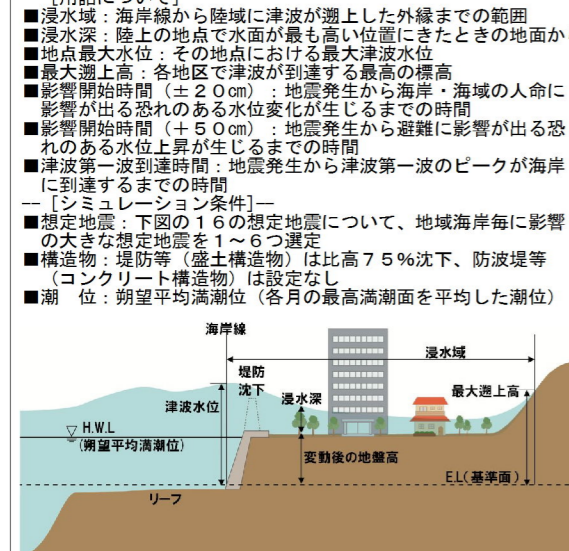 [用語について]
■浸水域：海岸線から陸域に津波が遡上した外縁までの範囲
■浸水深：陸上の地点で水面が最も高い位置にきたときの地面か
■地点最大水位：その地点における最大津波水位
■最大遡上高：各地区で津波が到達する最高の標高
■影響開始時間（±２０㎝）：地震発生から海岸・海域の人命に
影響が出る恐れのある水位変化が生じるまでの時間
■影響開始時間（＋５０㎝）：地震発生から避難に影響が出る恐
れのある水位上昇が生じるまでの時間
■津波第一波到達時間：地震発生から津波第一波のピークが海岸
に到達するまでの時間
―［シミュレーション条件］―
■想定地震：下図の１６の想定地震について、地域海岸毎に影響
の大きな想定地震を１～６つ選定
■構造物：堤防等（盛土構造物）は比高７５％沈下、防波堤等
（コンクリート構造物）は設定なし
■潮　位：朔望平均満潮位（各月の最高満潮面を平均した潮位）
海岸線
浸水域
堤防
沈下
浸水深
最大遡上高
津波水位
H.W.L
(朔望平均満潮位)
変動後の地盤高
E.L(基準面)
リーフ